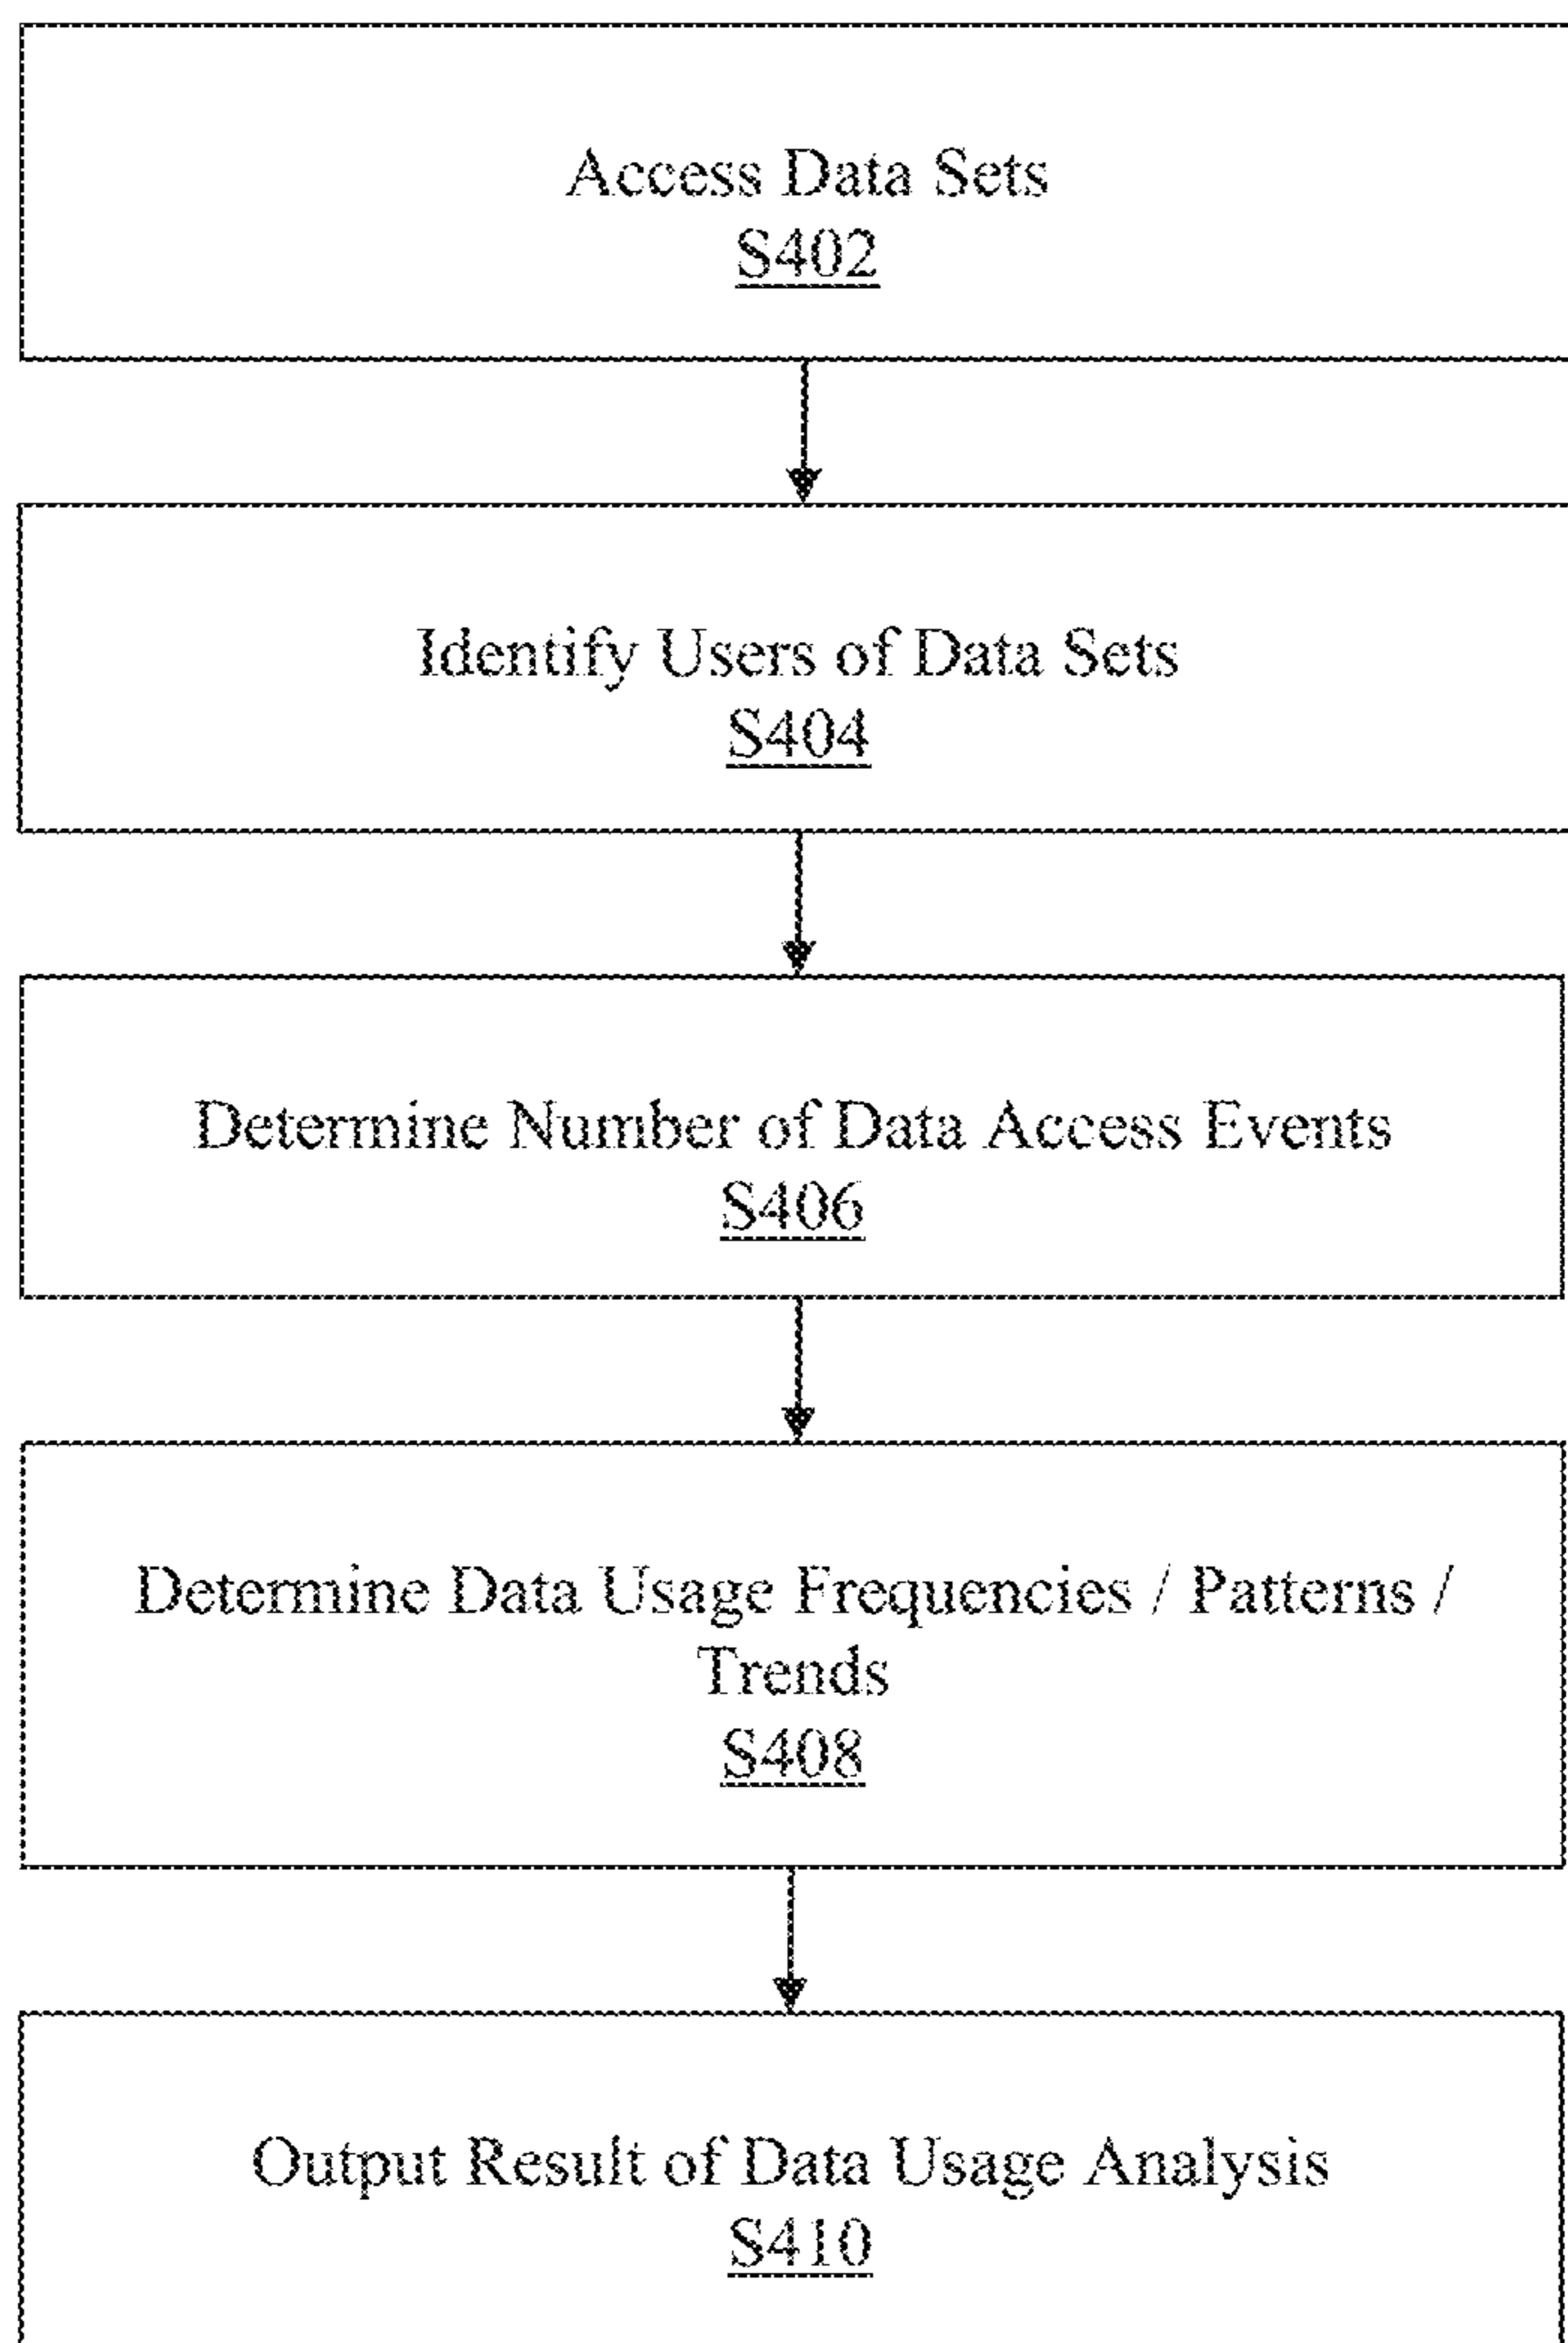 Access Data Sets
S402
Identify Users of Data Sets
S404
Determine Number of Data Access Events
S406
Determine Data Usage Frequencies / Patterns /
Trends
S408
Output Result of Data Usage Analysis
S410